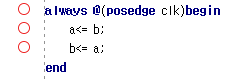 always @(posedge clk)begin
a<= b;
b<= a;
end